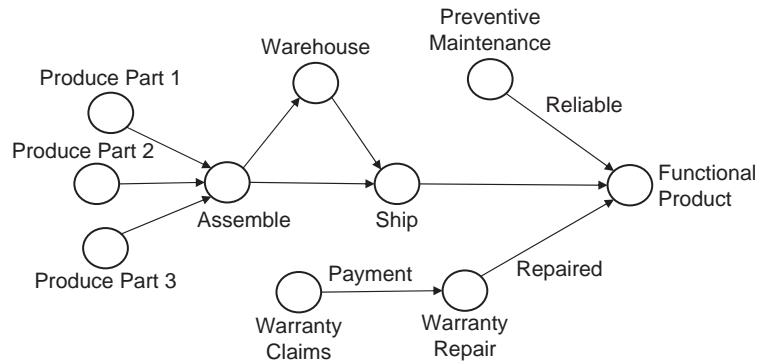 Preventive
Maintenance
Warehouse
Produce Part 1
Reliable
Produce Part 2
Functional
Product
Assemble
Ship
Produce Part 3
Payment
Repaired
Warranty
Claims
Warranty
Repair